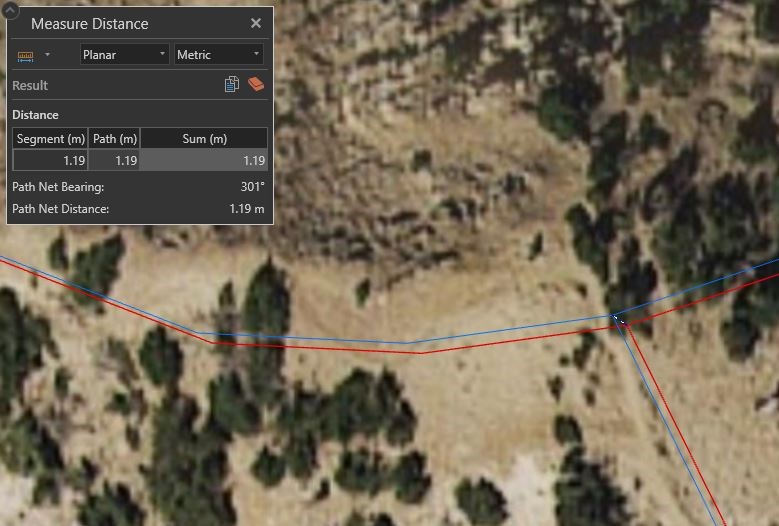 Measure Distance
Planar Metric
Result
Distance
Segment (m) Path (m) Sum (m)
1.19 1.19 1.19
Path Net Bearing: 301°
Path Net Distance: 1.19 m